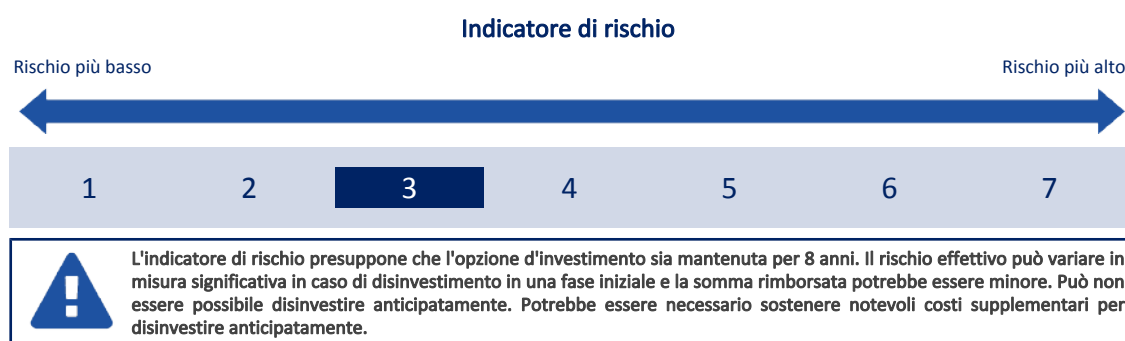 Indicatore di rischio
Rischio più basso
Rischio più alto
1 2 3 4 5 6 7
L'indicatore di rischio presuppone che l'opzione d'investimento sia mantenuta per 8 anni. Il rischio effettivo può variare in
misura significativa in caso di disinvestimento in una fase iniziale e la somma rimborsata potrebbe essere minore. Può non
essere possibile disinvestire anticipatamente. Potrebbe essere necessario sostenere notevoli costi supplementari per
disinvestire anticipatamente.